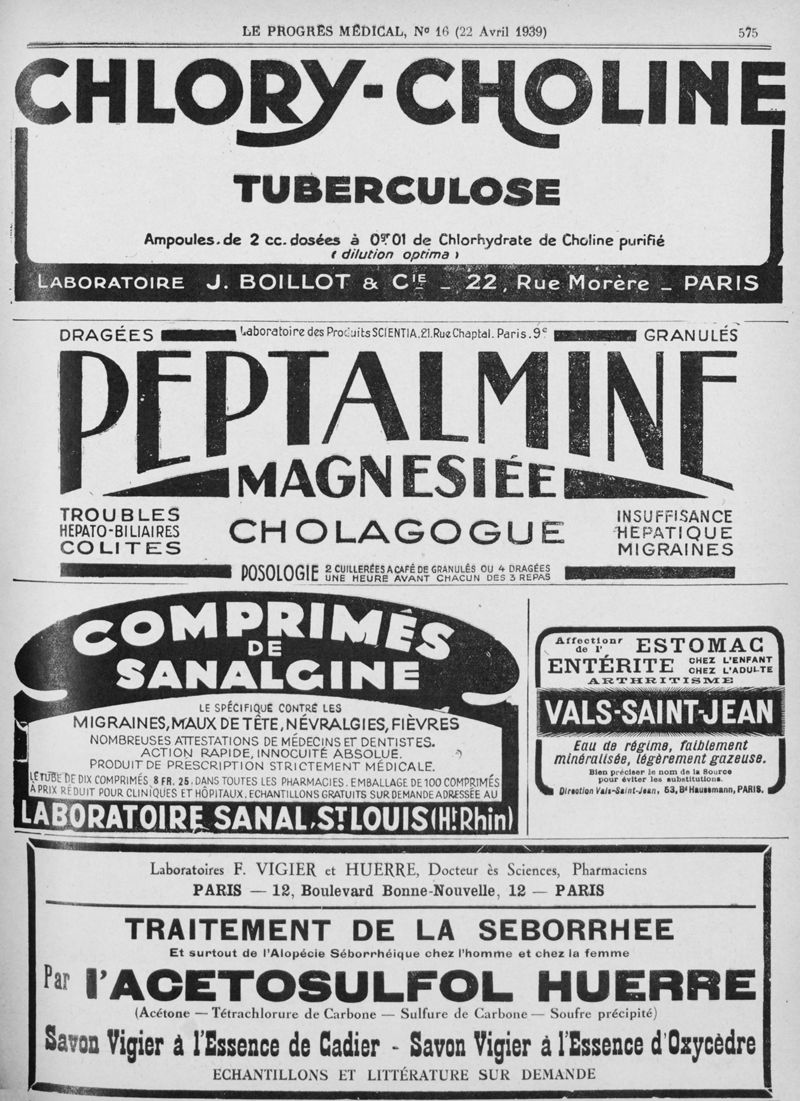 LE PROGRÈS MÉDICAL, Nº 16 (22 Avril 1939) 575
CHLORY-CHOLINE
TUBERCULOSE
Ampoules. de 2 cc. dosées à 0gr01 de Chlorhydrate de Choline purifié
(dilution optima)
LABORATOIRE J. BOILLOT & CIE _ 22, Rue Morère _ PARIS
DRAGÉES Laboratoire des Produits SCIENTIA. 21. Rue Chaptal. Paris. 9e GRANULÉS
PEPTALMINE
MAGNESIÉE
TROUBLES
HEPATO-BILIAIRES
COLITES
CHOLAGOGUE
INSUFFISANCE
HEPATIQUE
MIGRAINES
POSOLOGIE 2 CUILLERÉES A CAFÉ DE GRANULÉS OU 4 DRAGÉES
UNE HEURE AVANT CHACUN DES 3 REPAS
COMPRIMÉS
DE
SANALGINE
LE SPÉCIFIQUE CONTRE LES
MIGRAINES, MAUX DE TÊTE, NÉVRALGIES, FIÈVRES
NOMBREUSES ATTESTATIONS DE MÉDECINS ET DENTISTES.
ACTION RAPIDE, INNOCUITÉ ABSOLUE.
PRODUIT DE PRESCRIPTION STRICTEMENT MÉDICALE.
LE TUBE DE DIX COMPRIMÉS 8 FR. 25. DANS TOUTES LES PHARMACIES. EMBALLAGE DE 100 COMPRIMÉS
A PRIX RÉDUIT POUR CLINIQUES ET HÔPITAUX. ECHANTILLONS GRATUITS SUR DEMANDE ADRESSÉE AU
LABORATOIRE SANAL, ST LOUIS (Ht Rhin)
Affections de l' ESTOMAC
ENTÉRITE CHEZ L'ENFANT
CHEZ L'ADULTE
ARTHRITISME
VALS-SAINT-JEAN
Eau de régime, faiblement
minéralisée, légèrement gazeuse.
Bien préciser le nom de la Source
pour éviter les substitutions.
Direction Vals-Saint-Jean, 53, Bd Haussmann, PARIS.
Laboratoires F. VIGIER et HUERRE, Docteur ès Sciences, Pharmaciens
PARIS — 12, Boulevard Bonne-Nouvelle, 12 — PARIS
TRAITEMENT DE LA SEBORRHEE
Et surtout de l'Alopécie Séborrhéique chez l'homme et chez la femme
Par l'ACETOSULFOL HUERRE
(Acétone — Tétrachlorure de Carbone — Sulfure de Carbone — Soufre précipité)
Savon Vigier à l'Essence de Cadier - Savon Vigier à l'Essence d'Oxycèdre
ECHANTILLONS ET LITTÉRATURE SUR DEMANDE